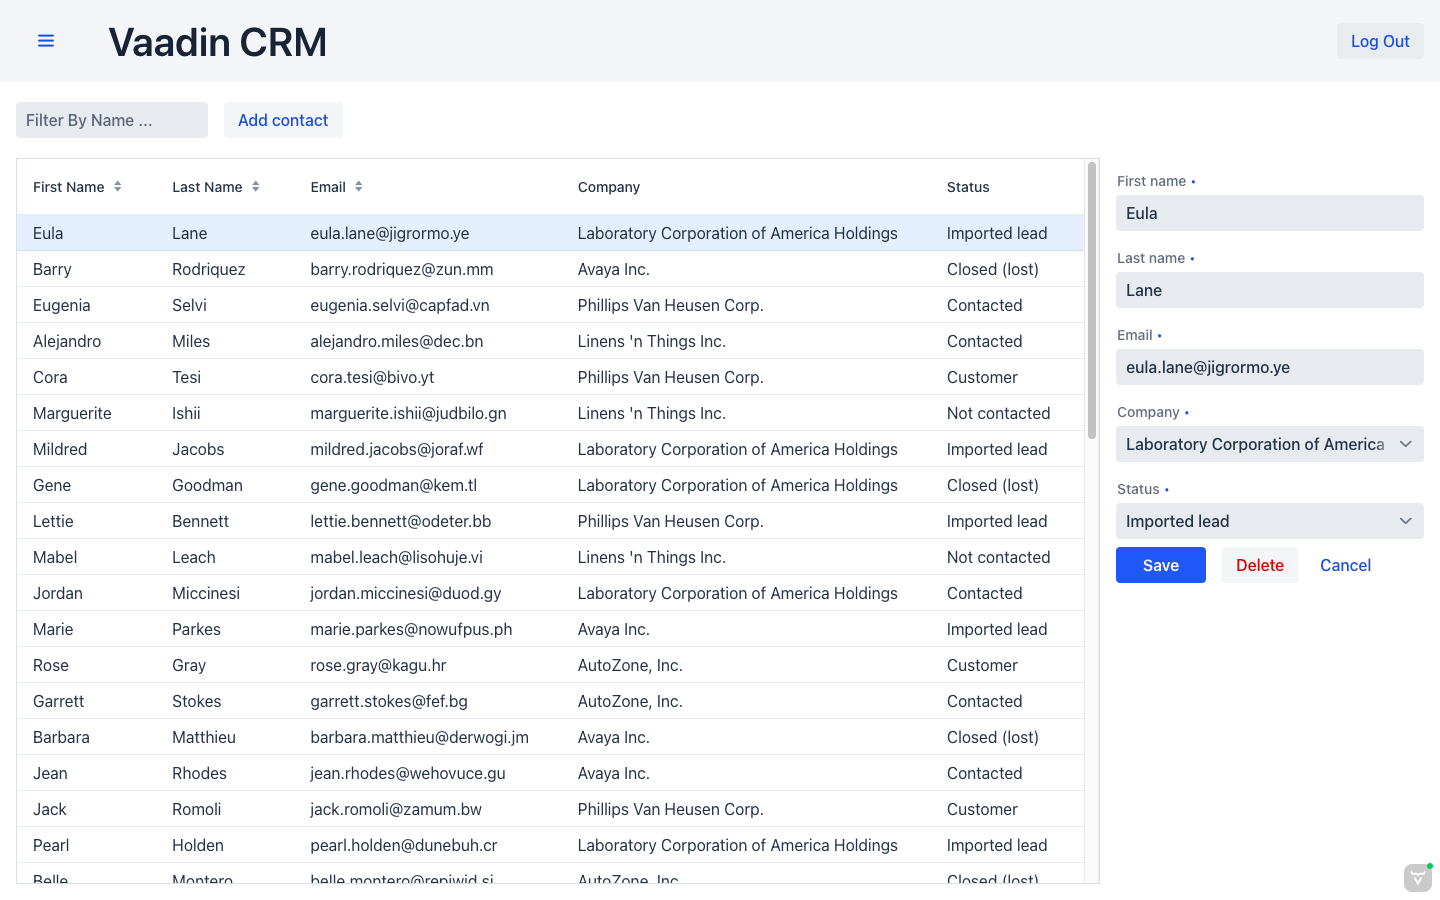 Vaadin CRM
Log Out
Filter By Name ...
Add contact
First Name Last Name Email Company Status
Eula Lane eula.lane@jigrormo.ye Laboratory Corporation of America Holdings Imported lead
Barry Rodriquez barry.rodriquez@zun.mm Avaya Inc. Closed (lost)
Eugenia Selvi eugenia.selvi@capfad.vn Phillips Van Heusen Corp. Contacted
Alejandro Miles alejandro.miles@dec.bn Linens 'n Things Inc. Contacted
Cora Tesi cora.tesi@bivo.yt Phillips Van Heusen Corp. Customer
Marguerite Ishii marguerite.ishii@judbilo.gn Linens 'n Things Inc. Not contacted
Mildred Jacobs mildred.jacobs@joraf.wf Laboratory Corporation of America Holdings Imported lead
Gene Goodman gene.goodman@kem.tl Laboratory Corporation of America Holdings Closed (lost)
Lettie Bennett lettie.bennett@odeter.bb Phillips Van Heusen Corp. Imported lead
Mabel Leach mabel.leach@lisohuje.vi Linens 'n Things Inc. Not contacted
Jordan Miccinesi jordan.miccinesi@duod.gy Laboratory Corporation of America Holdings Contacted
Marie Parkes marie.parkes@nowufpus.ph Avaya Inc. Imported lead
Rose Gray rose.gray@kagu.hr AutoZone, Inc. Customer
Garrett Stokes garrett.stokes@fef.bg AutoZone, Inc. Contacted
Barbara Matthieu barbara.matthieu@derwogi.jm Avaya Inc. Closed (lost)
Jean Rhodes jean.rhodes@wehovuce.gu Avaya Inc. Contacted
Jack Romoli jack.romoli@zamum.bw Phillips Van Heusen Corp. Customer
Pearl Holden pearl.holden@dunebuh.cr Laboratory Corporation of America Holdings Imported lead
Belle Montero belle.montero@repiwid.si AutoZone, Inc. Closed (lost)
First name
Eula
Last name
Lane
Email
eula.lane@jigrormo.ye
Company
Laboratory Corporation of America
Status
Imported lead
Save
Delete
Cancel